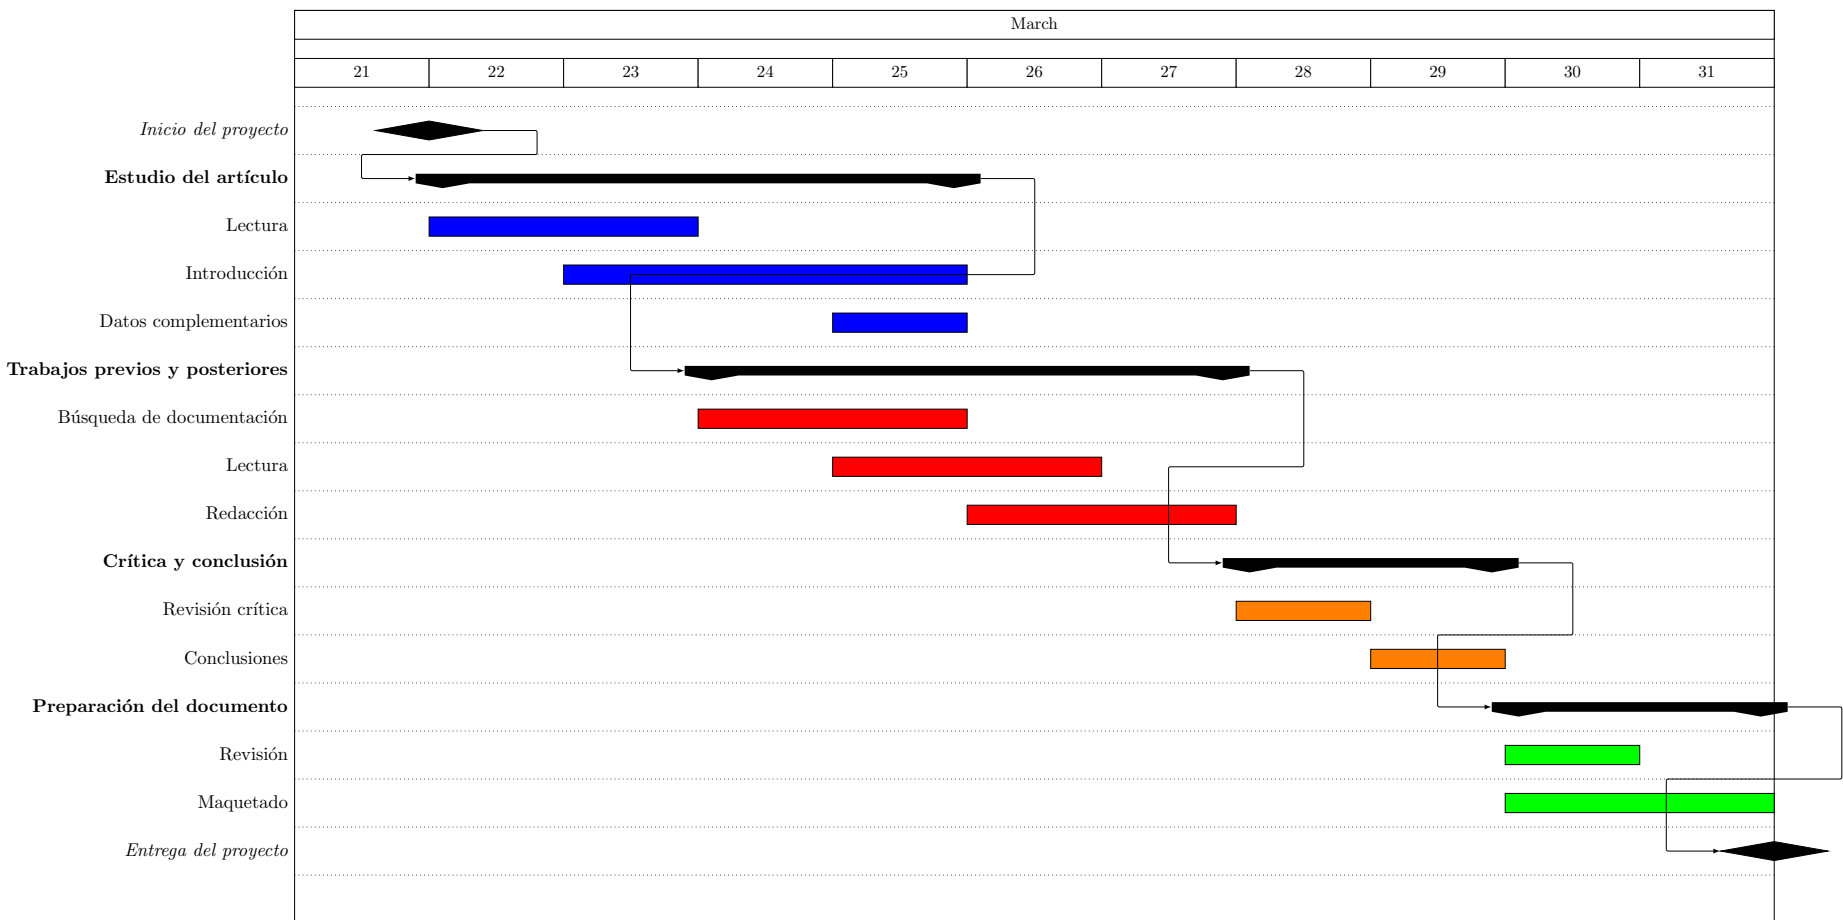 March
21 22 23 24 25 26 27 28 29 30 31
Inicio del proyecto
Estudio del artículo
Lectura
Introducción
Datos complementarios
Trabajos previos y posteriores
Búsqueda de documentación
Lectura
Redacción
Crítica y conclusión
Revisión crítica
Conclusiones
Preparación del documento
Revisión
Maquetado
Entrega del proyecto